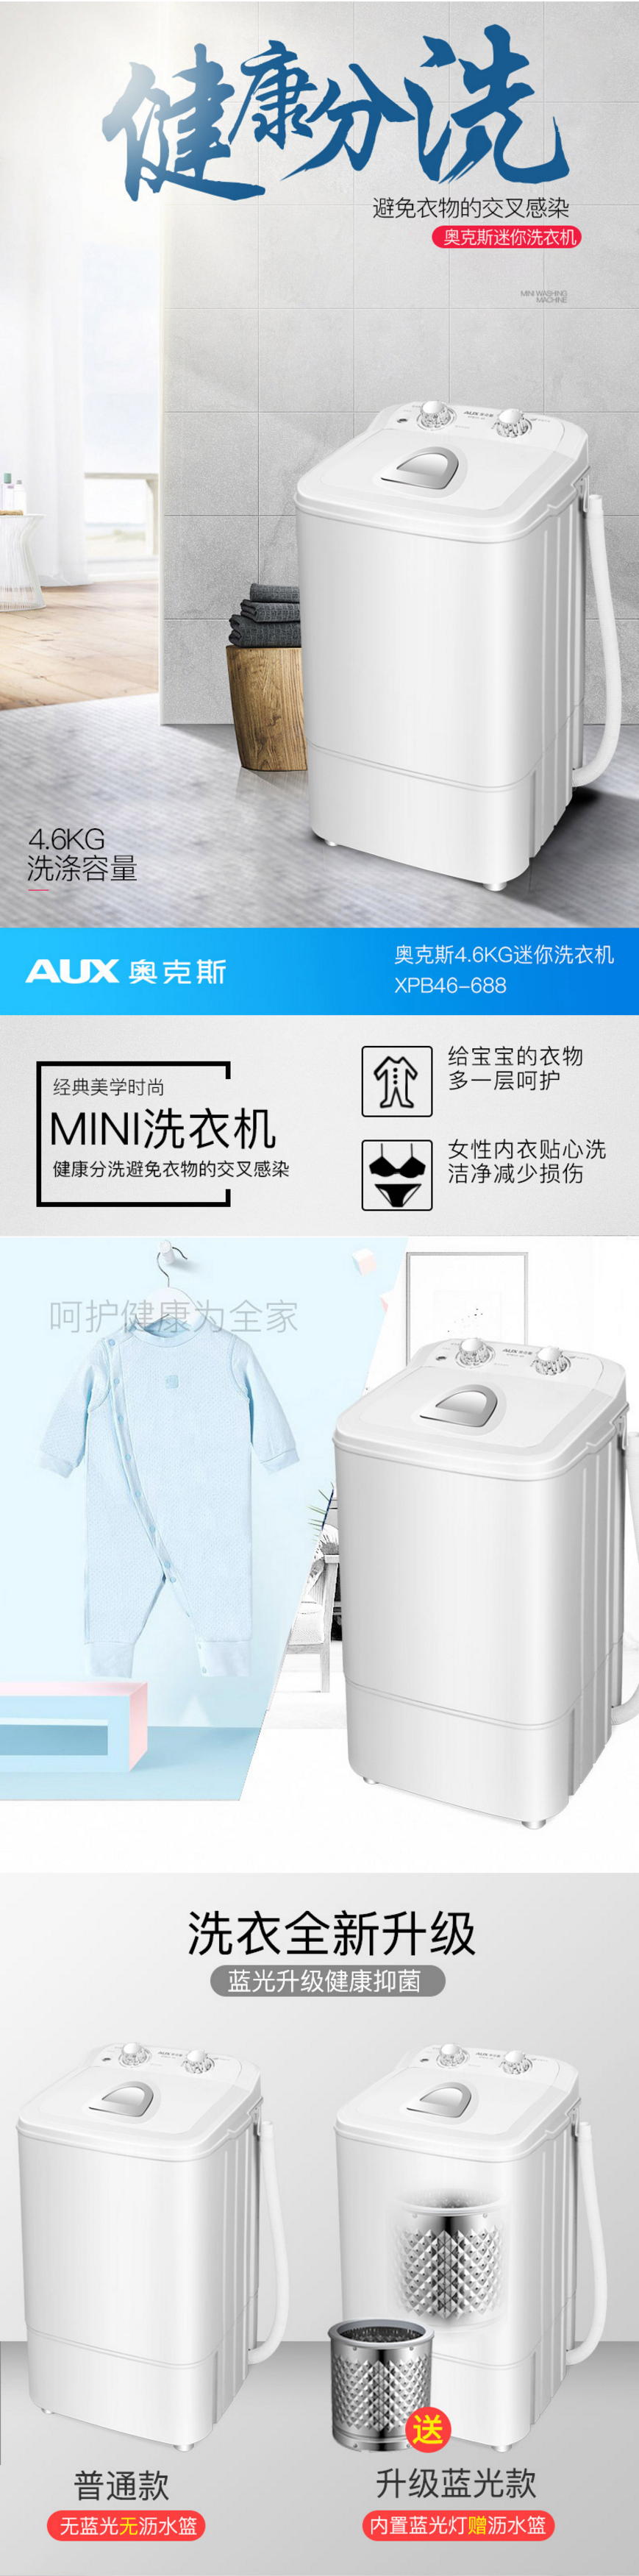 健康分洗
避免衣物的交叉感染
奥克斯迷你洗衣机
MINI WASHING
MACHINE
4.6KG
洗涤容量
AUX 奥克斯
奥克斯4.6KG迷你洗衣机
XPB46-688
经典美学时尚
MINI洗衣机
健康分洗避免衣物的交叉感染
给宝宝的衣物
多一层呵护
女性内衣贴心洗
洁净减少损伤
呵护健康为全家
洗衣全新升级
蓝光升级健康抑菌
送
普通款
无蓝光无沥水篮
升级蓝光款
内置蓝光灯赠沥水篮